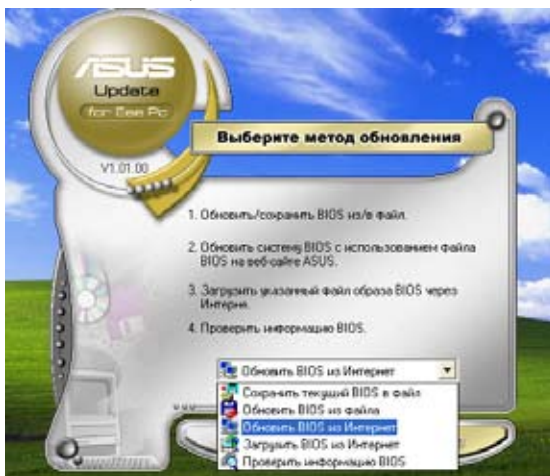 ASUS
Update
for Eee Pc
V1.01.00
Выберите метод обновления
1. Обновить/сохранить BIOS из/в файл.
2. Обновить систему BIOS с использованием файла
BIOS на веб-сайте ASUS.
3. Загрузить указанный файл образа BIOS через
Интерне.
4. Проверить информацию BIOS.
Обновить BIOS из Интернет
Сохранить текущий BIOS в файл
Обновить BIOS из файла
Обновить BIOS из Интернет
Загрузить BIOS из Интернет
Проверить информацию BIOS